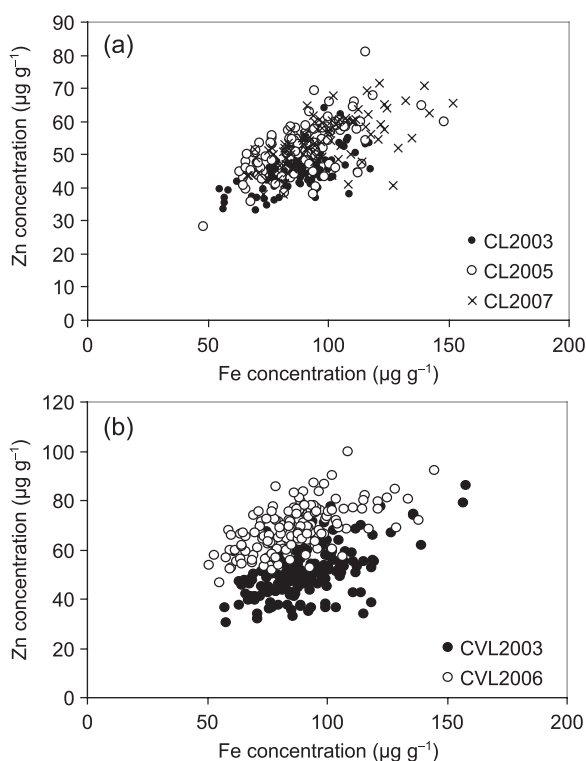 (a)
Zn concentration (µg g⁻¹)
90
80
70
60
50
40
30
20
10
0
CL2003
CL2005
CL2007
0 50 100 150 200
Fe concentration (µg g⁻¹)
(b)
Zn concentration (µg g⁻¹)
120
100
80
60
40
20
0
CVL2003
CVL2006
0 50 100 150 200
Fe concentration (µg g⁻¹)